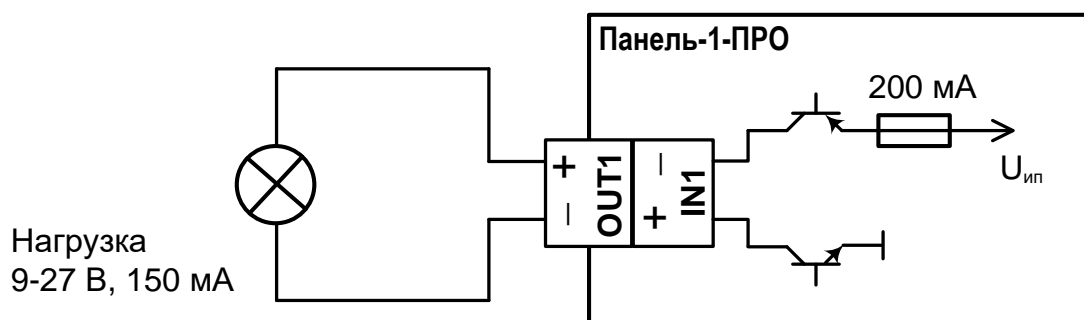 Панель-1-ПРО
200 мА
Uип
+
–
OUT1
–
+
IN1
Нагрузка
9-27 В, 150 мА